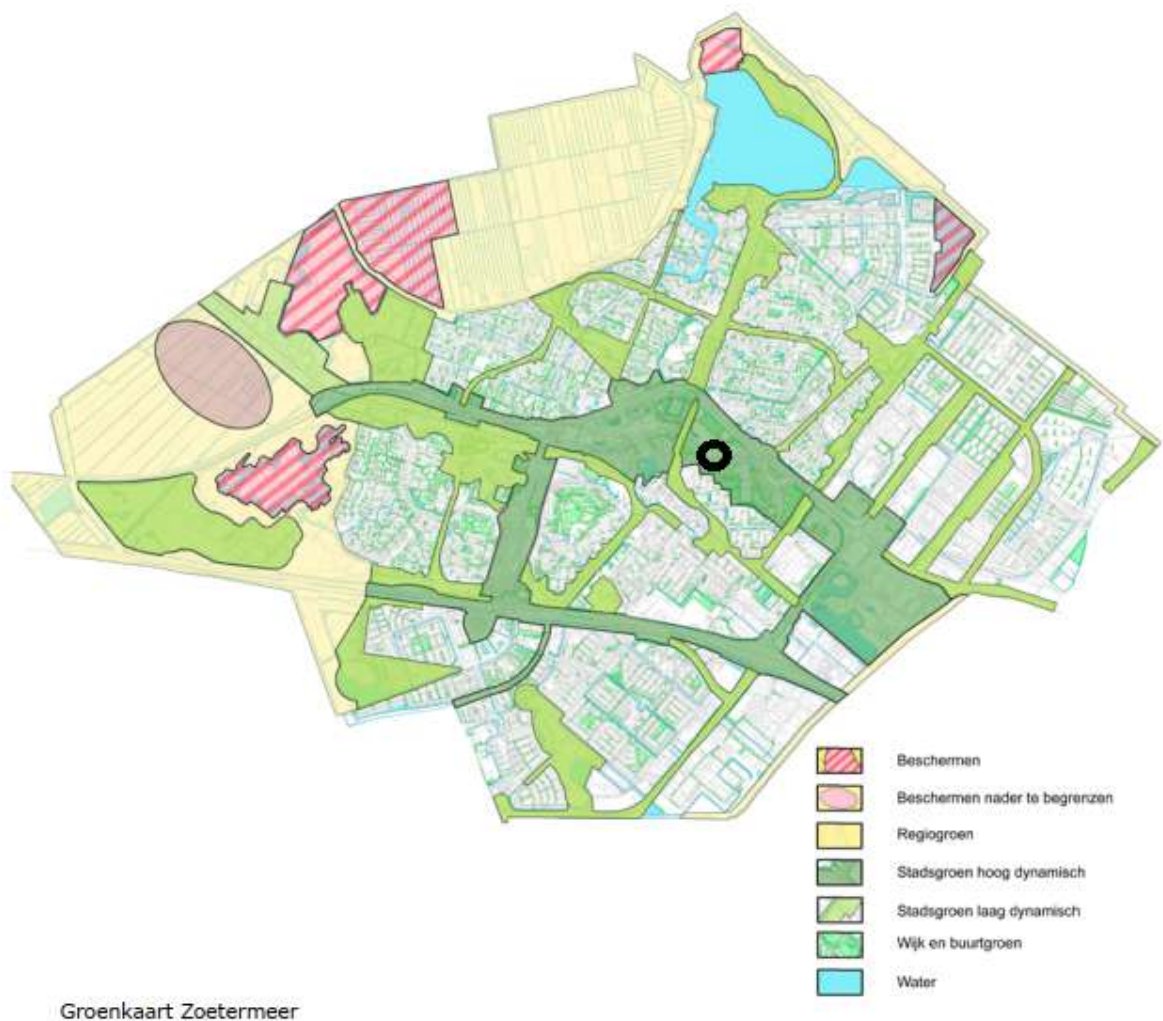 Beschermen
Beschermen nader te begrenzen
Regiogroen
Stadsgroen hoog dynamisch
Stadsgroen laag dynamisch
Wijk en buurtgroen
Water
Groenkaart Zoetermeer